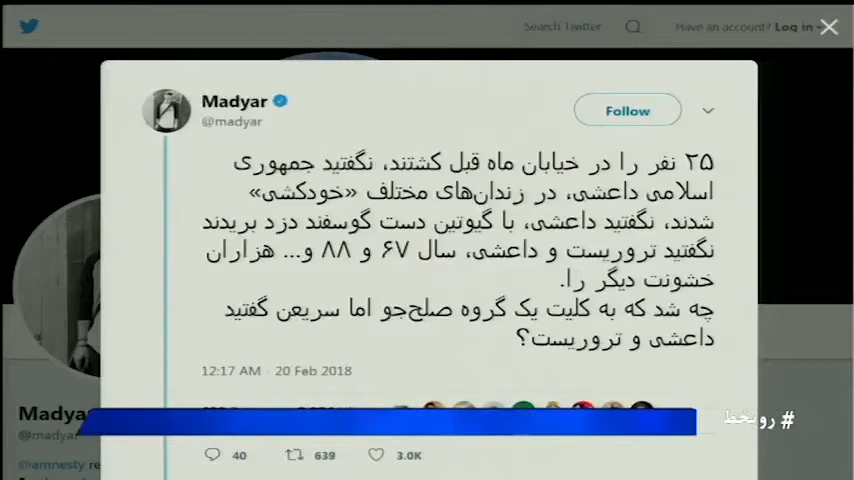 Search Twitter
Have an account? Log in
Madyar
@madyar
Follow
۲۵ نفر را در خیابان ماه قبل کشتند، نگفتید جمهوری
اسلامی داعشی، در زندان‌های مختلف «خودکشی»
شدند، نگفتید داعشی، با گیوتین دست گوسفند دزد بریدند
نگفتید تروریست و داعشی، سال ۶۷ و ۸۸ و... هزاران
خشونت دیگر را.
چه شد که به کلیت یک گروه صلح‌جو اما سریعن گفتید
داعشی و تروریست؟
12:17 AM - 20 Feb 2018
Madyar
@madyar
#روبخط
40 639 3.0K
@amnesty re